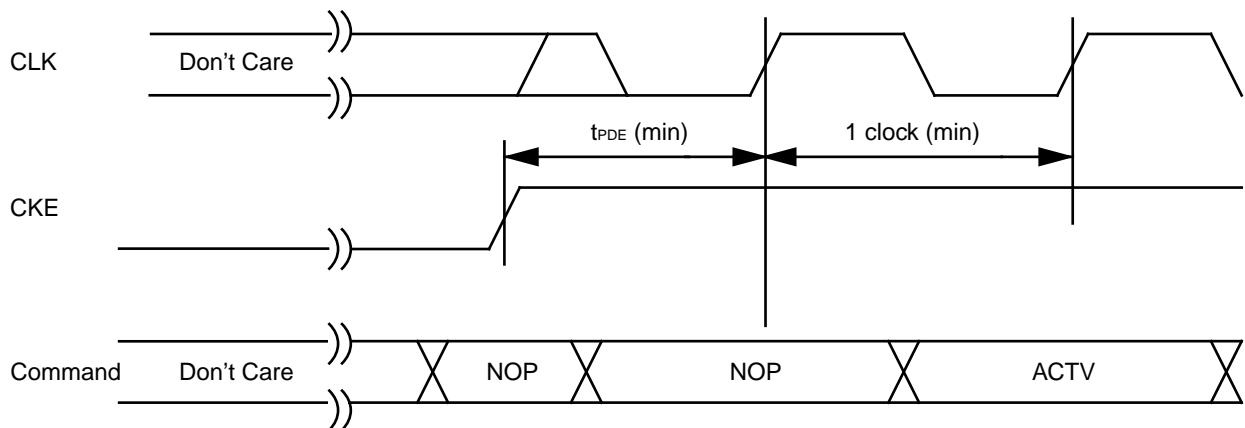 CLK Don't Care
tPDE (min) 1 clock (min)
CKE
Command Don't Care NOP NOP ACTV